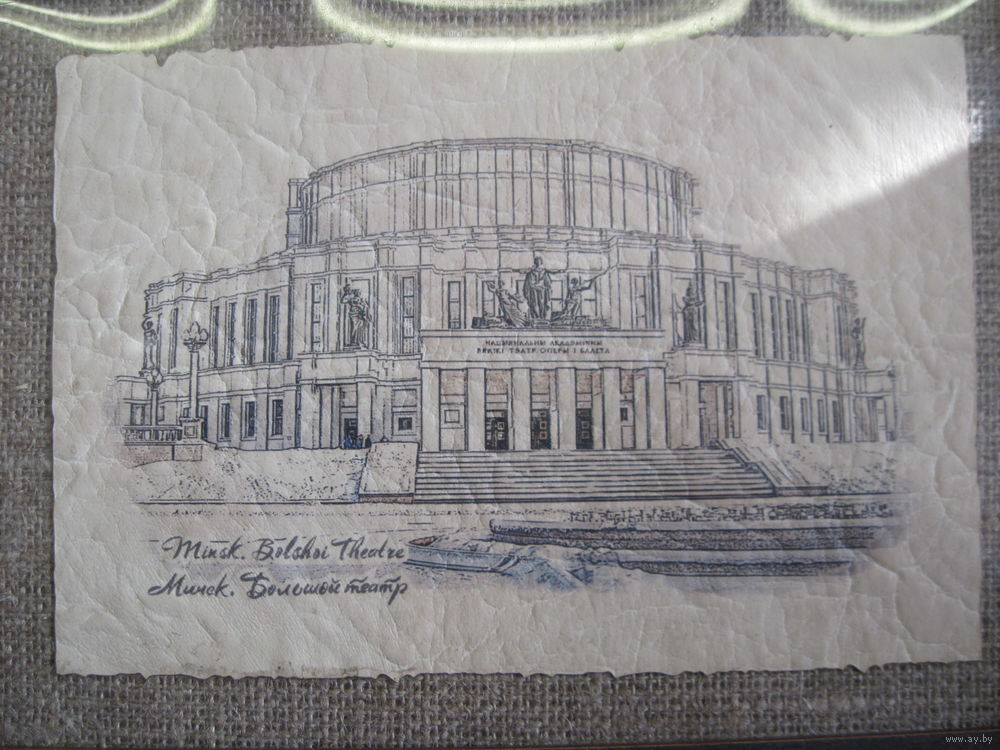 НАЦЫЯНАЛЬНЫ АКАДЭМІЧНЫ
ВЯЛІКІ ТЭАТР ОПЕРЫ І БАЛЕТА
Minsk. Bolshoi Theatre
Минск. Большой театр
www.ay.by